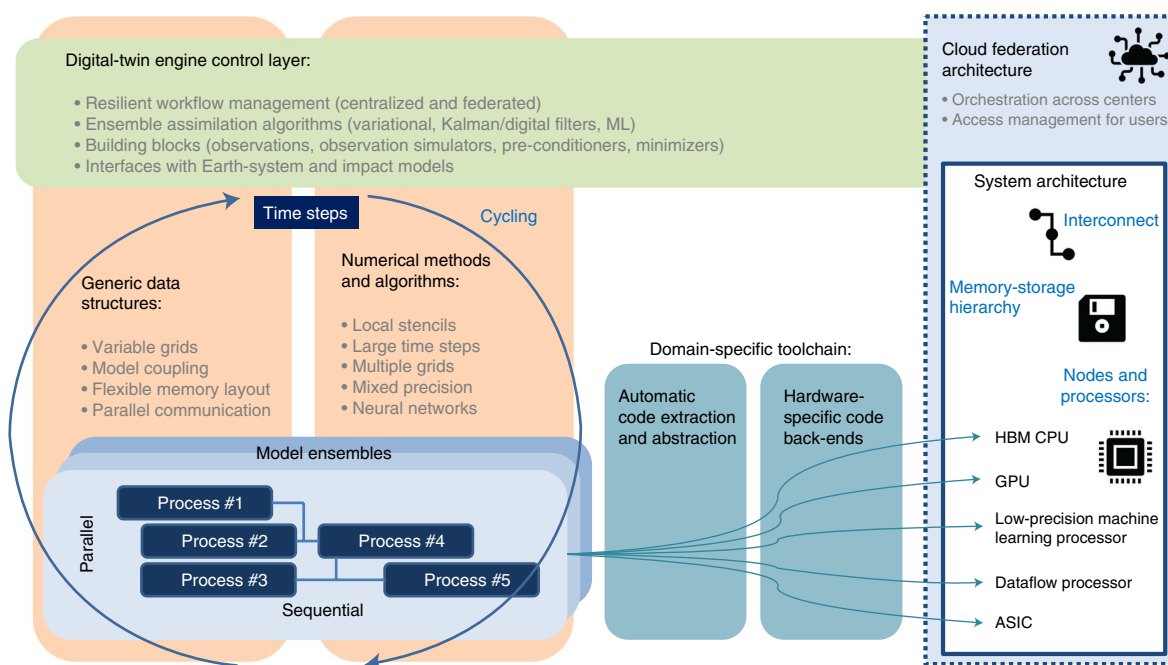 Digital-twin engine control layer:
• Resilient workflow management (centralized and federated)
• Ensemble assimilation algorithms (variational, Kalman/digital filters, ML)
• Building blocks (observations, observation simulators, pre-conditioners, minimizers)
• Interfaces with Earth-system and impact models
Time steps
Cycling
Generic data
structures:
• Variable grids
• Model coupling
• Flexible memory layout
• Parallel communication
Numerical methods
and algorithms:
• Local stencils
• Large time steps
• Multiple grids
• Mixed precision
• Neural networks
Model ensembles
Parallel
Process #1
Process #2
Process #4
Process #3
Process #5
Sequential
Domain-specific toolchain:
Automatic
code extraction
and abstraction
Hardware-
specific code
back-ends
Cloud federation
architecture
• Orchestration across centers
• Access management for users
System architecture
Interconnect
Memory-storage
hierarchy
Nodes and
processors:
HBM CPU
GPU
Low-precision machine
learning processor
Dataflow processor
ASIC